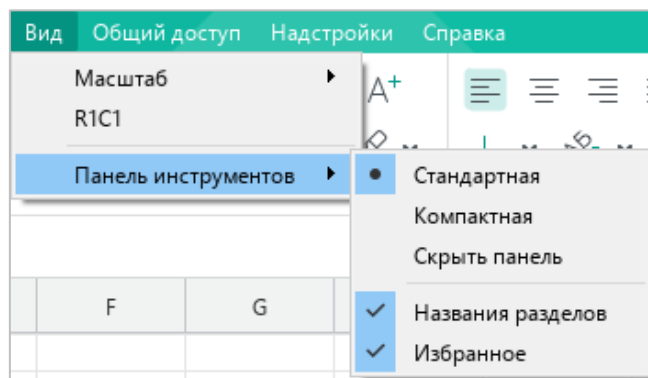 Вид Общий доступ Надстройки Справка
Масштаб
R1C1
A+
Панель инструментов
Стандартная
Компактная
Скрыть панель
Названия разделов
Избранное
F G